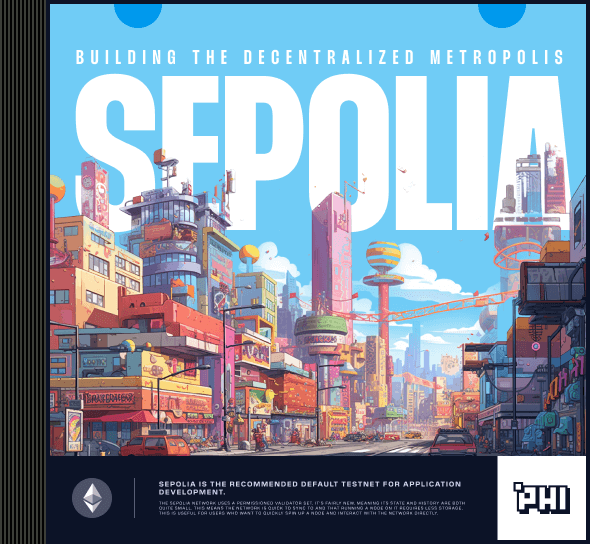 BUILDING THE DECENTRALIZED METROPOLIS
SEPOLIA
SEPOLIA IS THE RECOMMENDED DEFAULT TESTNET FOR APPLICATION
DEVELOPMENT.
THE SEPOLIA NETWORK USES A PERMISSIONED VALIDATOR SET. IT'S FAIRLY NEW, MEANING ITS STATE AND HISTORY ARE BOTH
QUITE SMALL. THIS MEANS THE NETWORK IS QUICK TO SYNC TO AND THAT RUNNING A NODE ON IT REQUIRES LESS STORAGE.
THIS IS USEFUL FOR USERS WHO WANT TO QUICKLY SPIN UP A NODE AND INTERACT WITH THE NETWORK DIRECTLY.
PHI